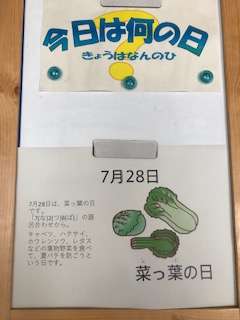 今日は何の日
きょうはなんのひ
?
7月28日
7月28日は、菜っ葉の日
です。
「7(な)2(つ)8(ぱ)」の語
呂合わせから。
キャベツ、ハクサイ、
ホウレンソウ、レタス
などの葉物野菜を食べ
て、夏バテを防ごうと
いう日です。
菜っ葉の日